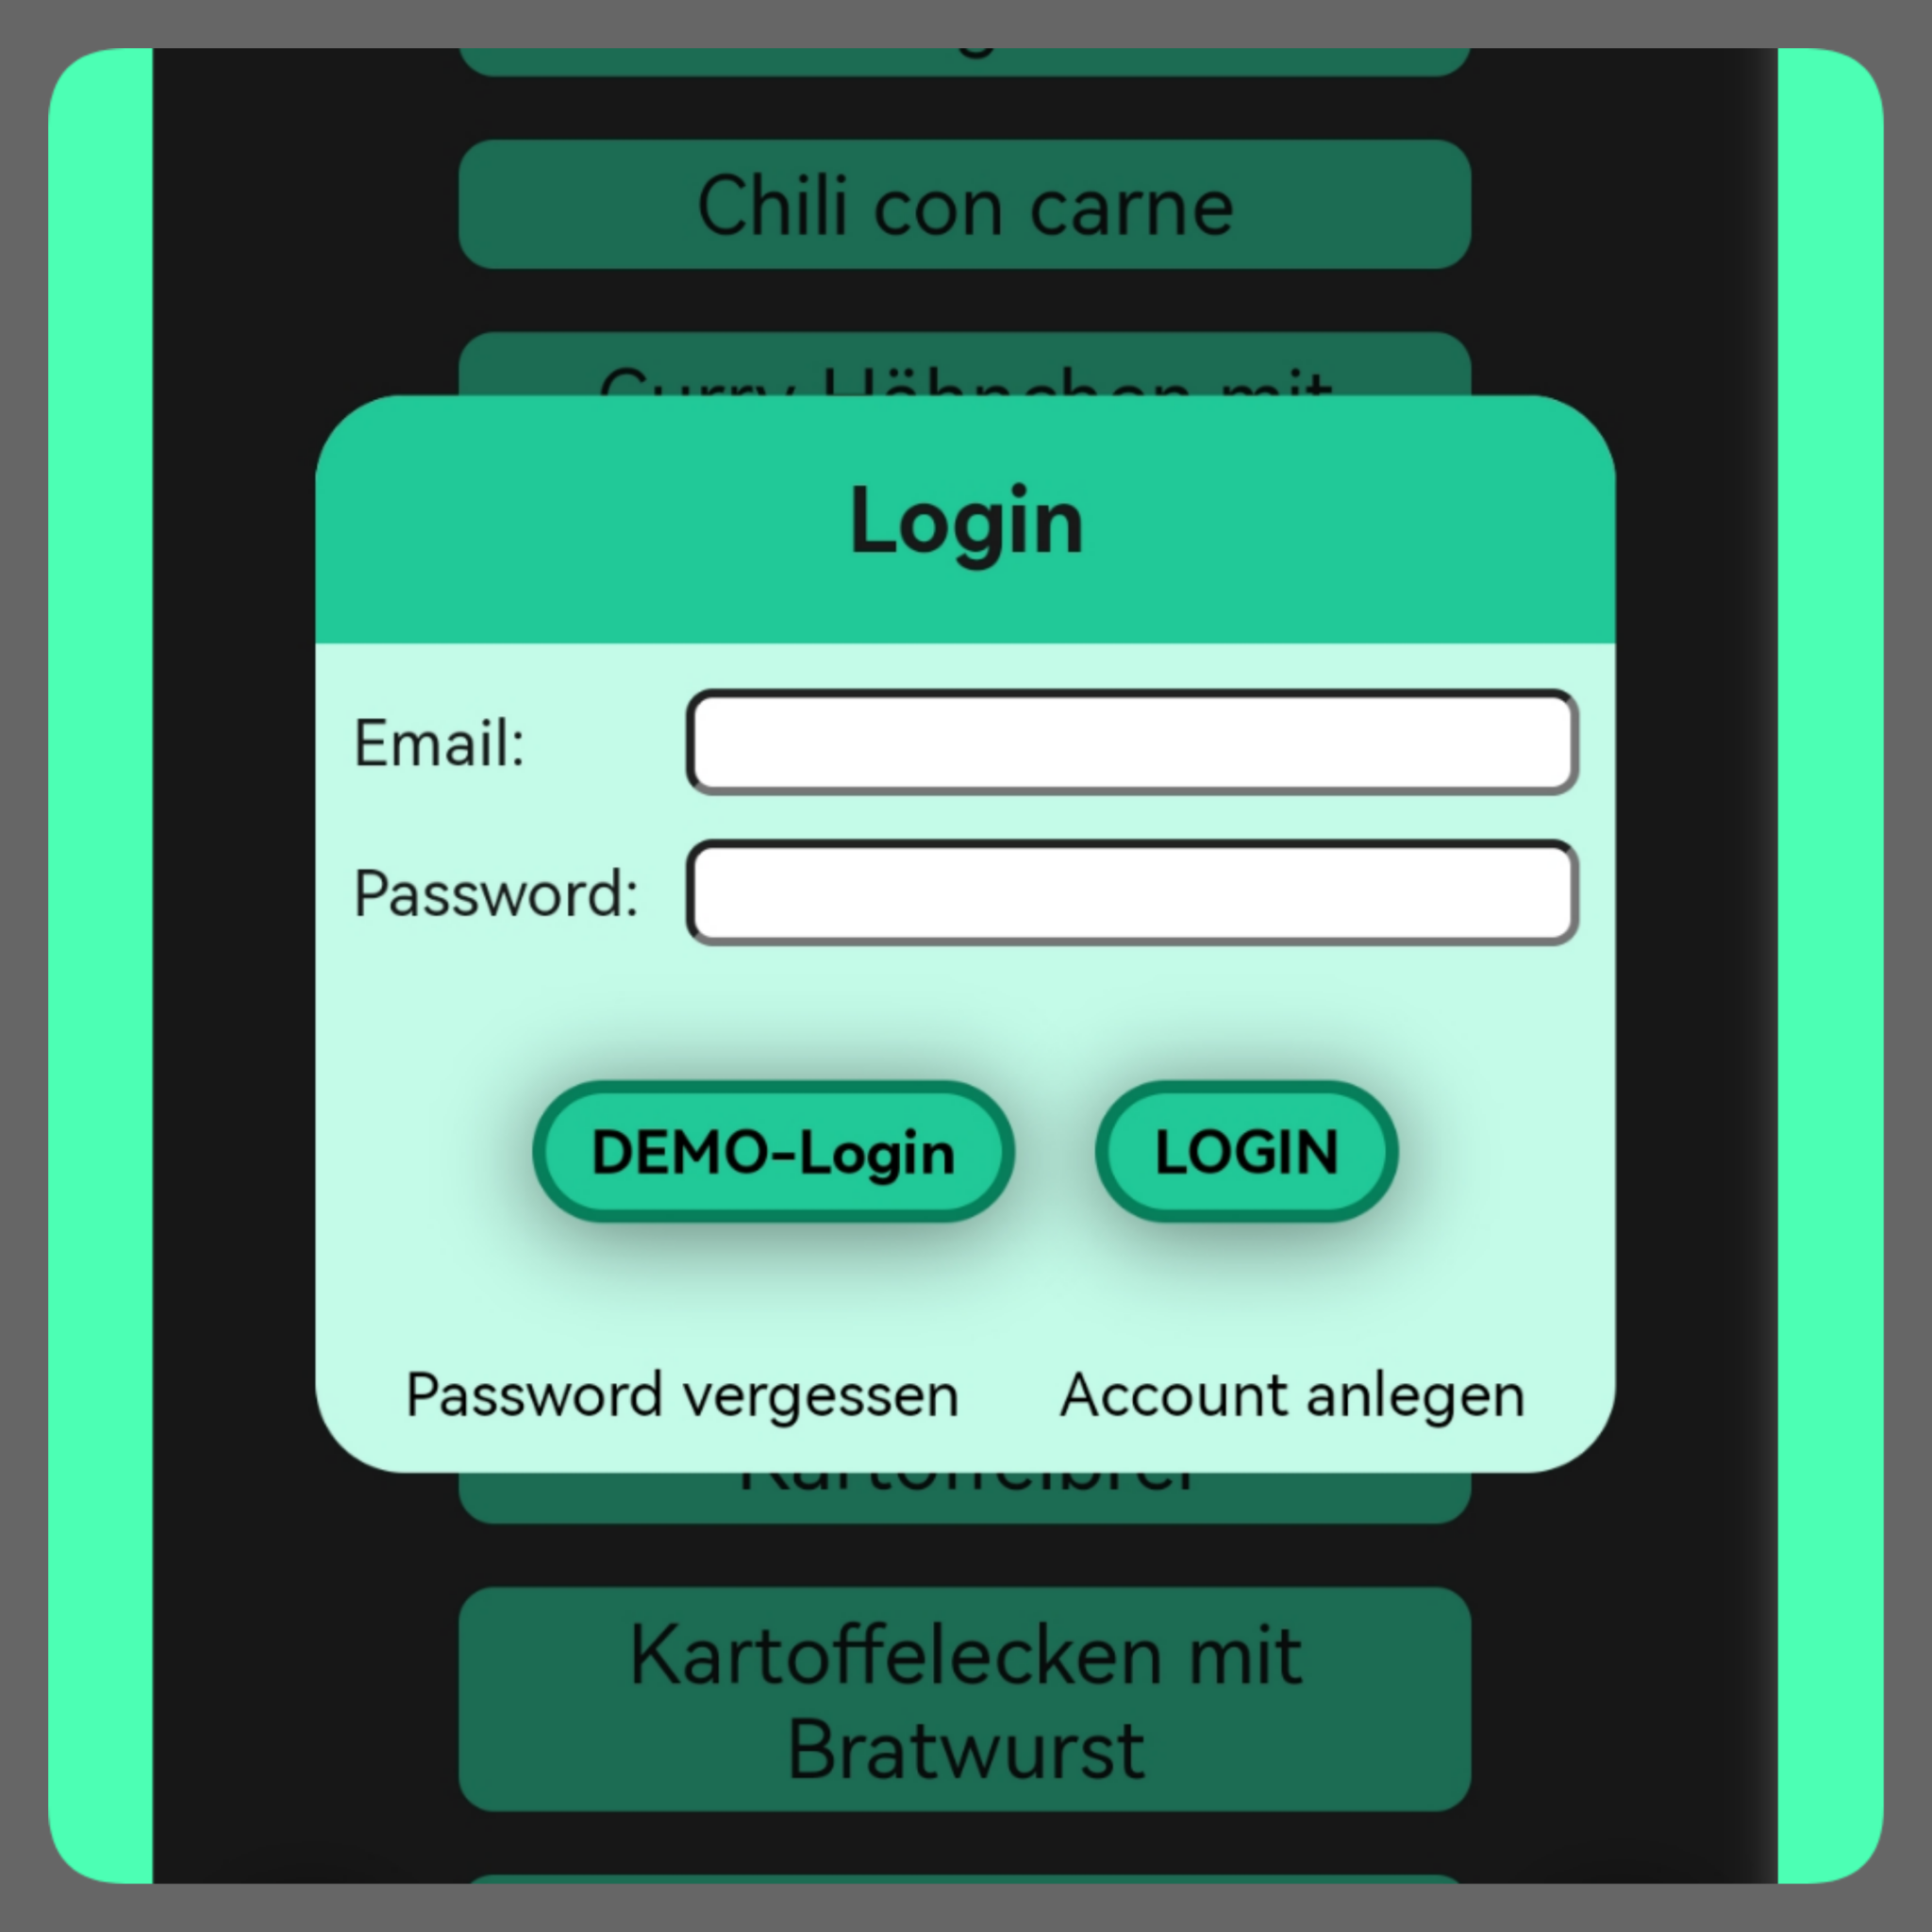 Chili con carne
Curry Hähnchen mit
Login
Email:
Password:
DEMO-Login LOGIN
Password vergessen Account anlegen
Kartoffelbrei
Kartoffelecken mit
Bratwurst